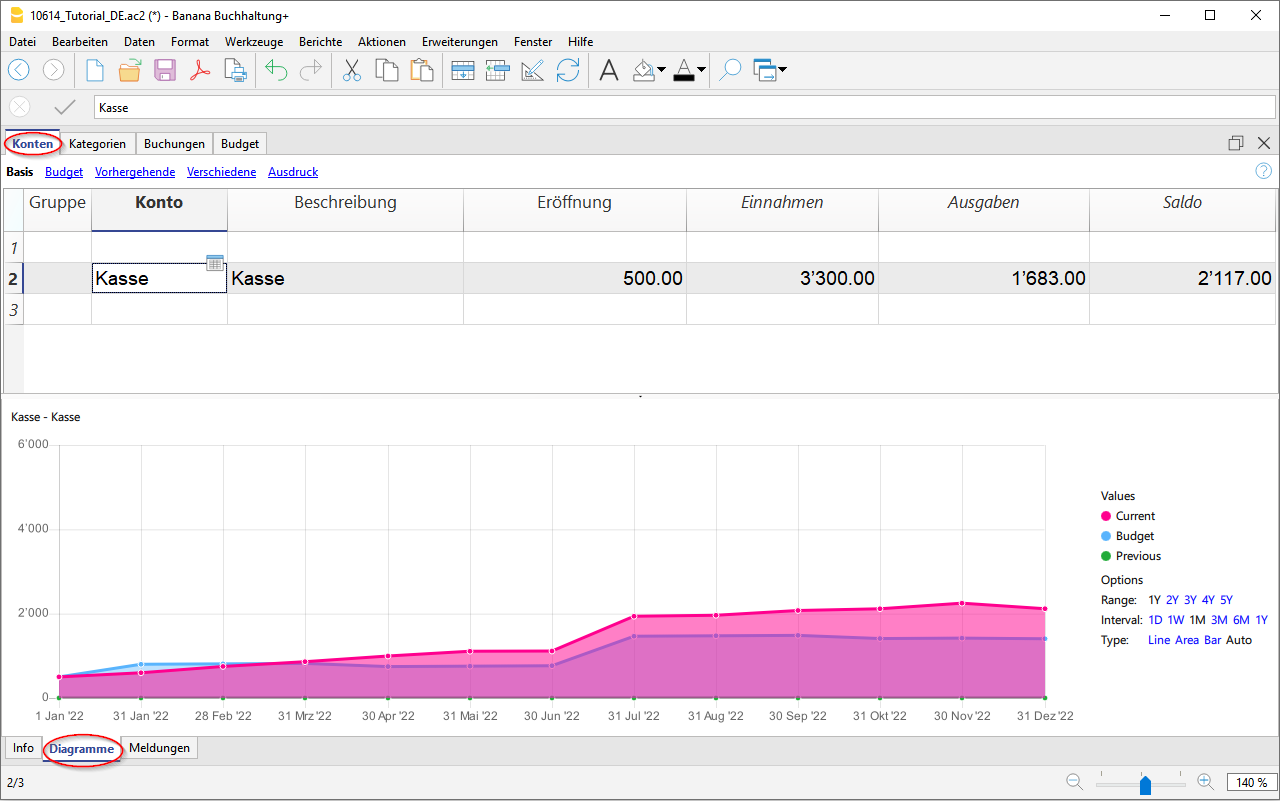 10614_Tutorial_DE.ac2 (*) - Banana Buchhaltung+
Datei Bearbeiten Daten Format Werkzeuge Berichte Aktionen Erweiterungen Fenster Hilfe
Kasse
Konten Kategorien Buchungen Budget
Basis Budget Vorhergehende Verschiedene Ausdruck
Gruppe Konto Beschreibung Eröffnung Einnahmen Ausgaben Saldo
1
2 Kasse Kasse 500.00 3’300.00 1’683.00 2’117.00
3
Kasse - Kasse
6’000
4’000
2’000
0
1 Jan '22 31 Jan '22 28 Feb '22 31 Mrz '22 30 Apr '22 31 Mai '22 30 Jun '22 31 Jul '22 31 Aug '22 30 Sep '22 31 Okt '22 30 Nov '22 31 Dez '22
Values
Current
Budget
Previous
Options
Range: 1Y 2Y 3Y 4Y 5Y
Interval: 1D 1W 1M 3M 6M 1Y
Type: Line Area Bar Auto
Info Diagramme Meldungen
2/3 140 %